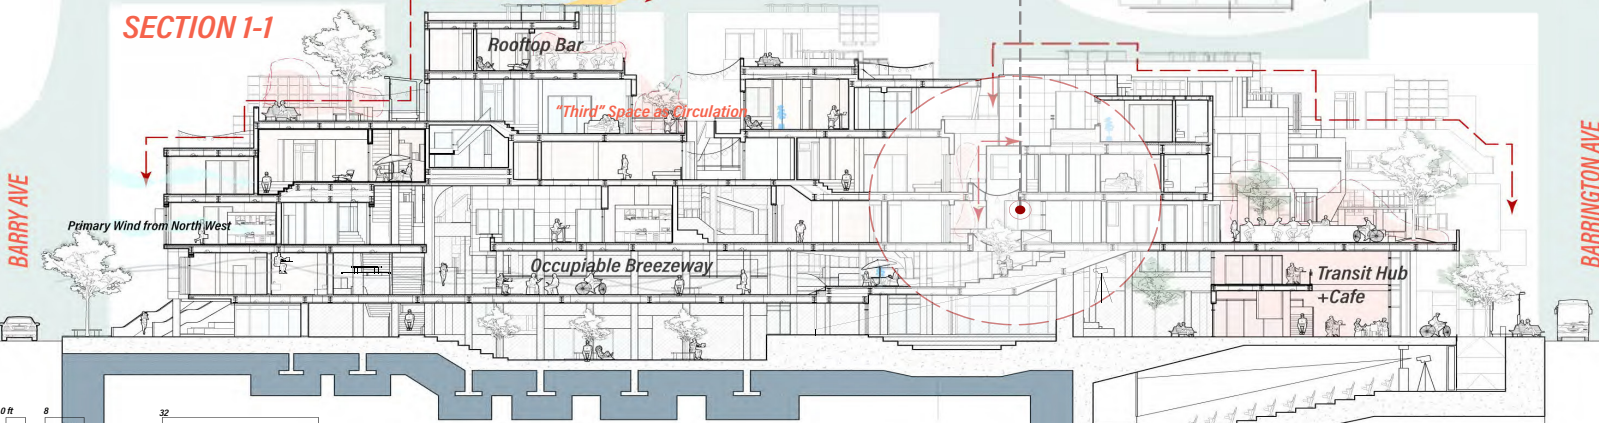 SECTION 1-1
Rooftop Bar
"Third" Space as Circulation
BARRY AVE
Primary Wind from North West
BARRINGTON AVE
Occupiable Breezeway
Transit Hub
+Cafe
0 ft
8
32